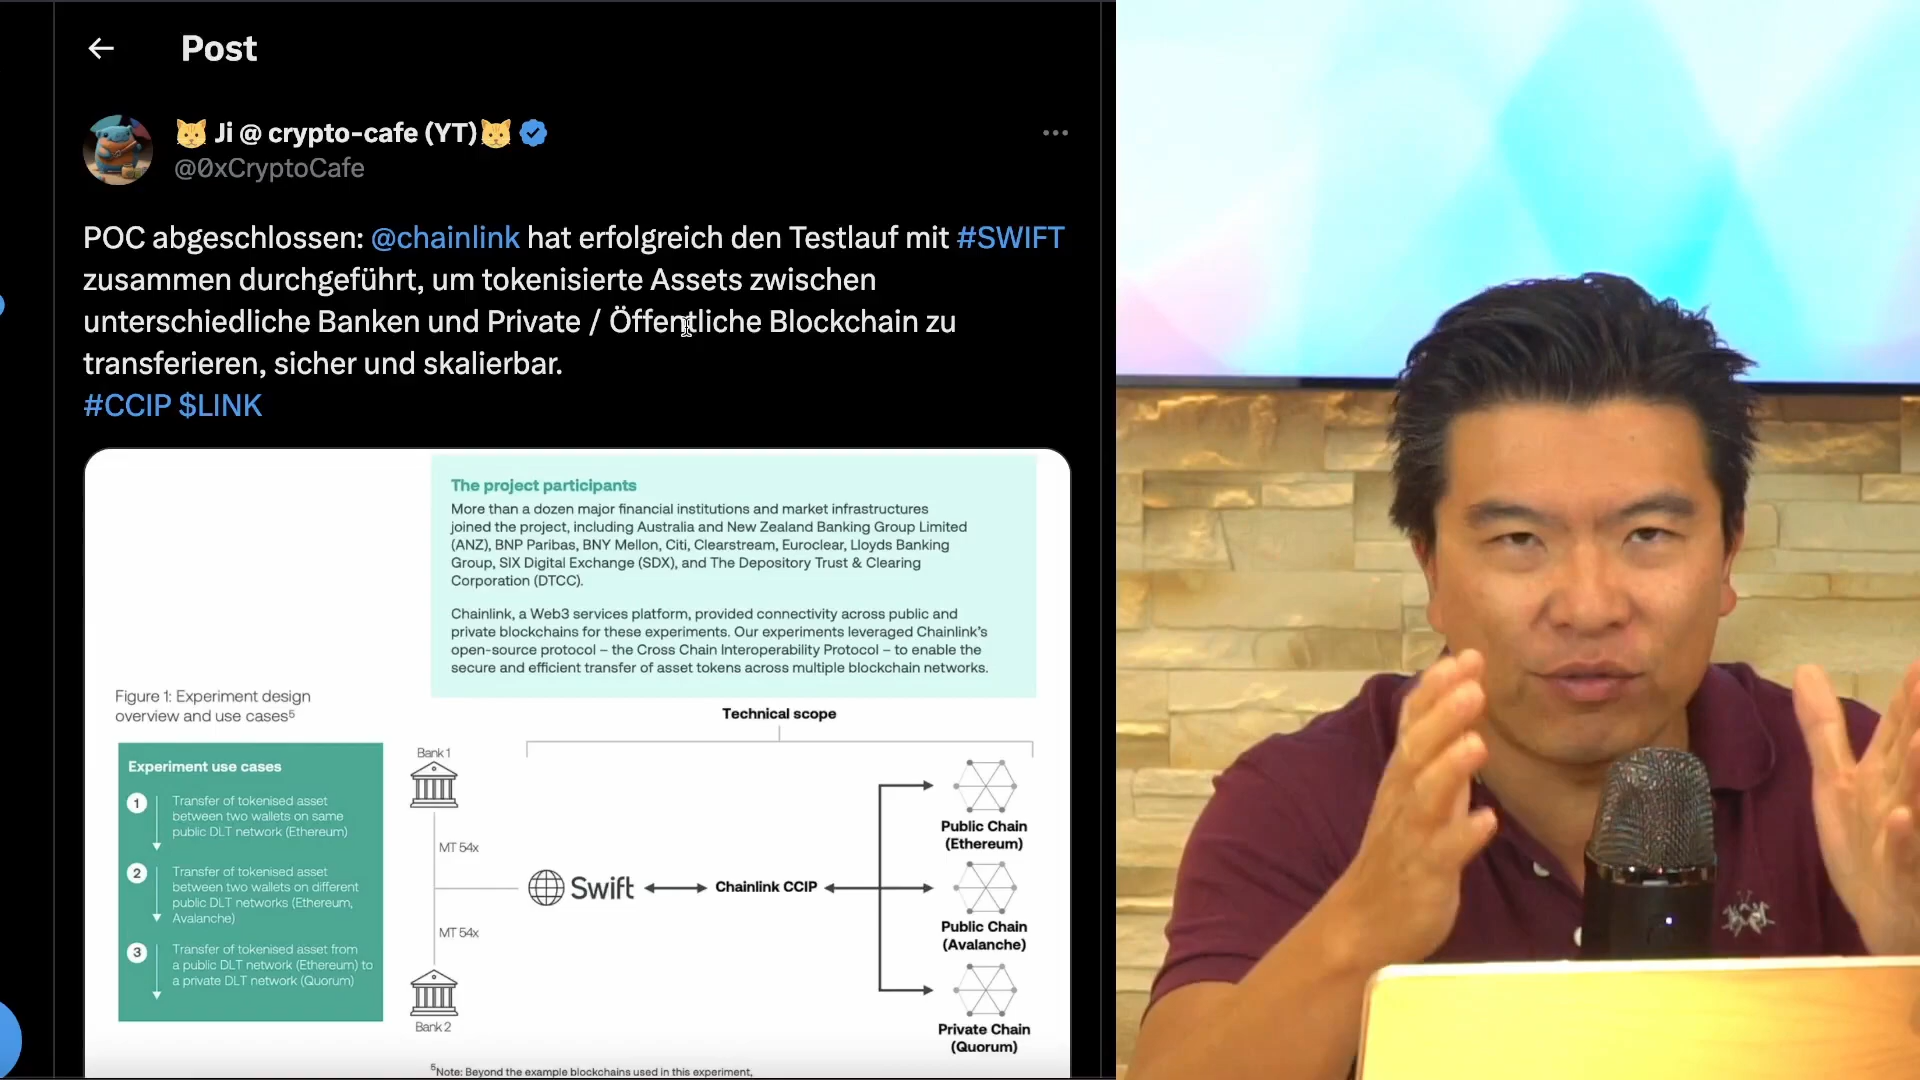 Post
Ji @ crypto-cafe (YT)
@0xCryptoCafe
POC abgeschlossen: @chainlink hat erfolgreich den Testlauf mit #SWIFT
zusammen durchgeführt, um tokenisierte Assets zwischen
unterschiedliche Banken und Private / Öffentliche Blockchain zu
transferieren, sicher und skalierbar.
#CCIP $LINK
The project participants
More than a dozen major financial institutions and market infrastructures
joined the project, including Australia and New Zealand Banking Group Limited
(ANZ), BNP Paribas, BNY Mellon, Citi, Clearstream, Euroclear, Lloyds Banking
Group, SIX Digital Exchange (SDX), and The Depository Trust & Clearing
Corporation (DTCC).
Chainlink, a Web3 services platform, provided connectivity across public and
private blockchains for these experiments. Our experiments leveraged Chainlink's
open-source protocol – the Cross Chain Interoperability Protocol – to enable the
secure and efficient transfer of asset tokens across multiple blockchain networks.
Figure 1: Experiment design
overview and use cases⁵
Experiment use cases
1
Transfer of tokenised asset
between two wallets on same
public DLT network (Ethereum)
2
Transfer of tokenised asset
between two wallets on different
public DLT networks (Ethereum,
Avalanche)
3
Transfer of tokenised asset from
a public DLT network (Ethereum) to
a private DLT network (Quorum)
Technical scope
Bank 1
MT 54x
Swift
Chainlink CCIP
MT 54x
Bank 2
Public Chain
(Ethereum)
Public Chain
(Avalanche)
Private Chain
(Quorum)
⁵Note: Beyond the example blockchains used in this experiment,